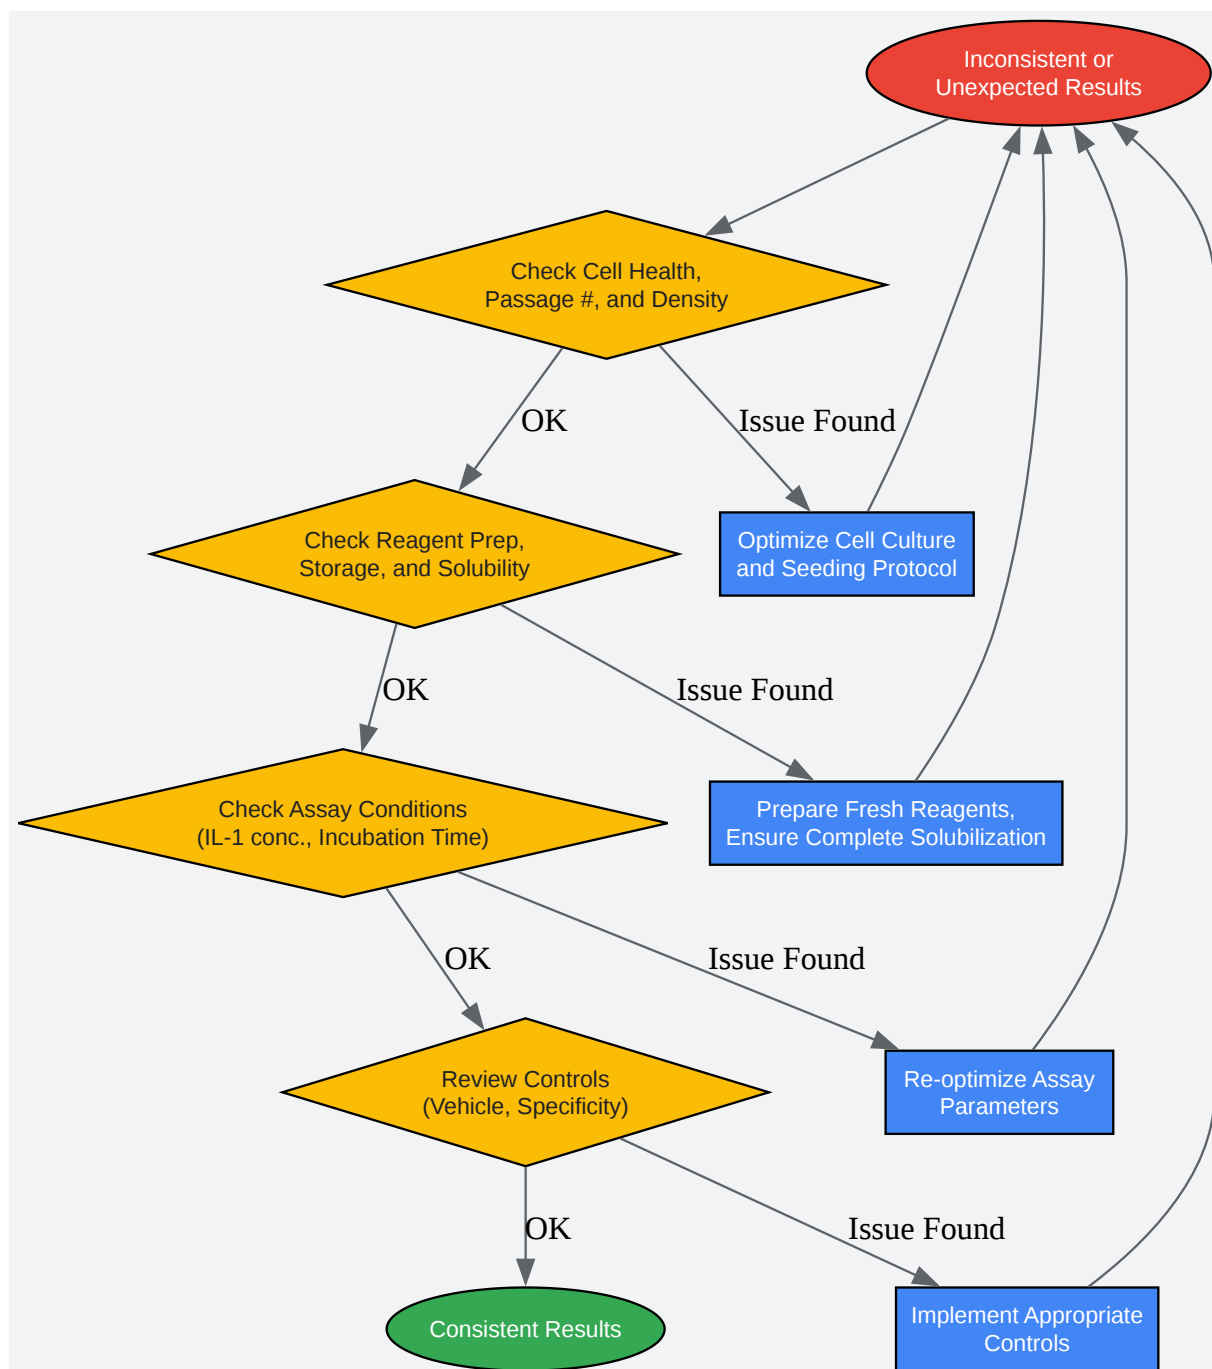 Inconsistent or
Unexpected Results
Check Cell Health,
Passage #, and Density
OK
Issue Found
Check Reagent Prep,
Storage, and Solubility
Optimize Cell Culture
and Seeding Protocol
OK
Issue Found
Check Assay Conditions
(IL-1 conc., Incubation Time)
Prepare Fresh Reagents,
Ensure Complete Solubilization
OK
Issue Found
Review Controls
(Vehicle, Specificity)
Re-optimize Assay
Parameters
OK
Issue Found
Consistent Results
Implement Appropriate
Controls